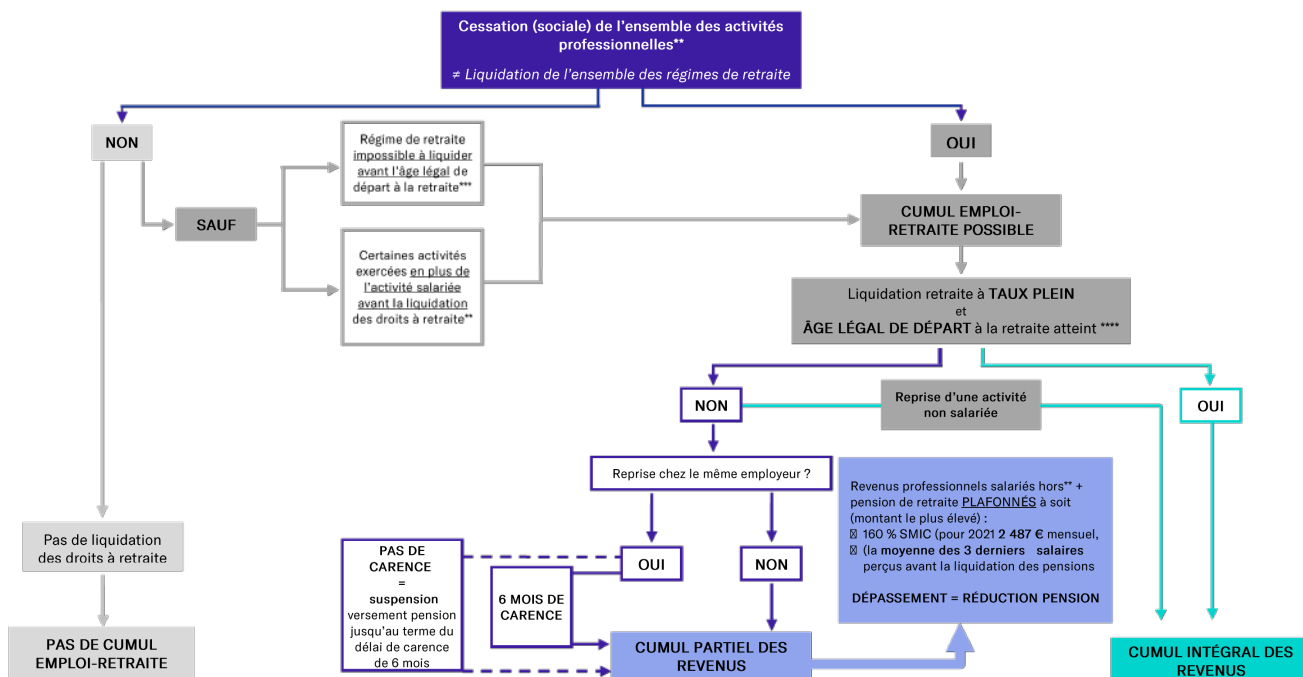 Cessation (sociale) de l'ensemble des activités
professionnelles**
≠ Liquidation de l'ensemble des régimes de retraite
NON
OUI
Régime de retraite
impossible à liquider
avant l'âge légal de
départ à la retraite***
SAUF
CUMUL EMPLOI-
RETRAITE POSSIBLE
Certaines activités
exercées en plus de
l'activité salariée
avant la liquidation
des droits à retraite**
Liquidation retraite à TAUX PLEIN
et
ÂGE LÉGAL DE DÉPART à la retraite atteint ****
NON
Reprise d'une activité
non salariée
OUI
Reprise chez le même employeur ?
Revenus professionnels salariés hors** +
pension de retraite PLAFONNÉS à soit
(montant le plus élevé) :
160 % SMIC (pour 2021 2 487 € mensuel,
(la moyenne des 3 derniers salaires
perçus avant la liquidation des pensions
DÉPASSEMENT = RÉDUCTION PENSION
Pas de liquidation
des droits à retraite
PAS DE
CARENCE
=
suspension
versement pension
jusqu'au terme du
délai de carence
de 6 mois
OUI
NON
6 MOIS DE
CARENCE
PAS DE CUMUL
EMPLOI-RETRAITE
CUMUL PARTIEL DES
REVENUS
CUMUL INTÉGRAL DES
REVENUS